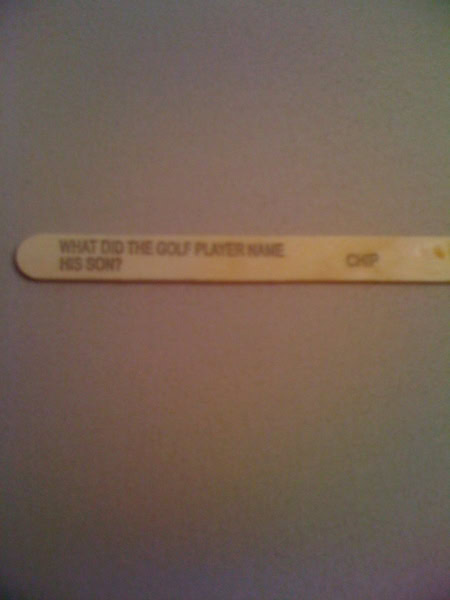 WHAT DID THE GOLF PLAYER NAME
HIS SON?
CHIP